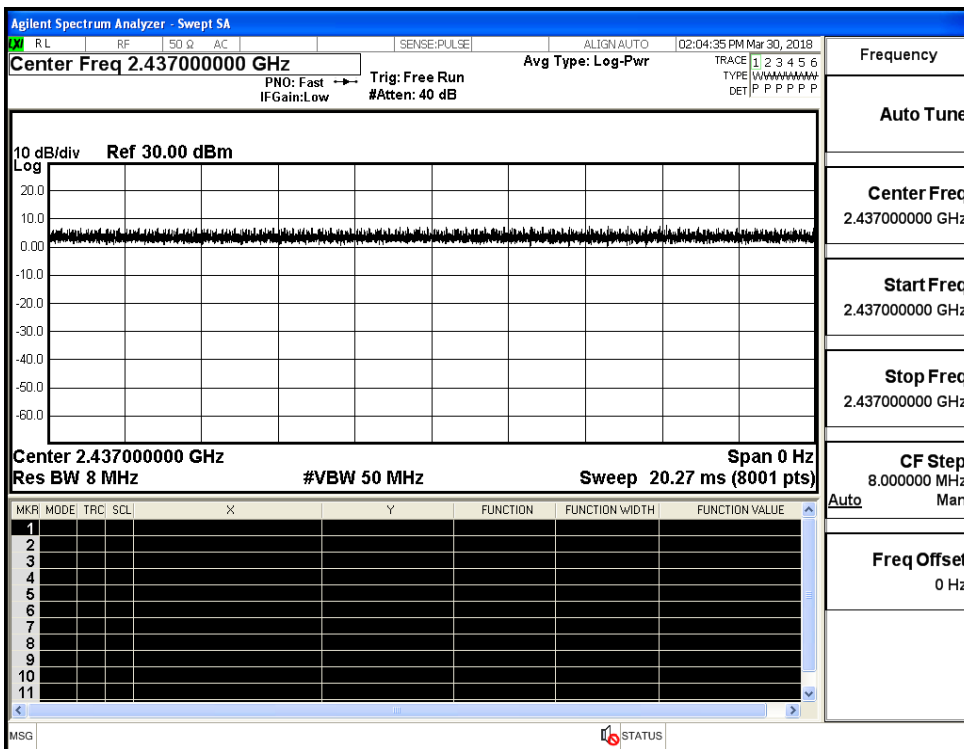 Agilent Spectrum Analyzer - Swept SA
LXI RL RF 50 Ω AC SENSE:PULSE ALIGN AUTO 02:04:35 PM Mar 30, 2018
Center Freq 2.437000000 GHz
PNO: Fast
IFGain:Low
Trig: Free Run
#Atten: 40 dB
Avg Type: Log-Pwr
TRACE 1 2 3 4 5 6
TYPE WWWWWW
DET P P P P P P
10 dB/div Ref 30.00 dBm
Log
20.0
10.0
0.00
-10.0
-20.0
-30.0
-40.0
-50.0
-60.0
Center 2.437000000 GHz Span 0 Hz
Res BW 8 MHz #VBW 50 MHz Sweep 20.27 ms (8001 pts)
MKR MODE TRC SCL X Y FUNCTION FUNCTION WIDTH FUNCTION VALUE
1
2
3
4
5
6
7
8
9
10
11
MSG STATUS
Frequency
Auto Tune
Center Freq
2.437000000 GHz
Start Freq
2.437000000 GHz
Stop Freq
2.437000000 GHz
CF Step
8.000000 MHz
Auto Man
Freq Offset
0 Hz